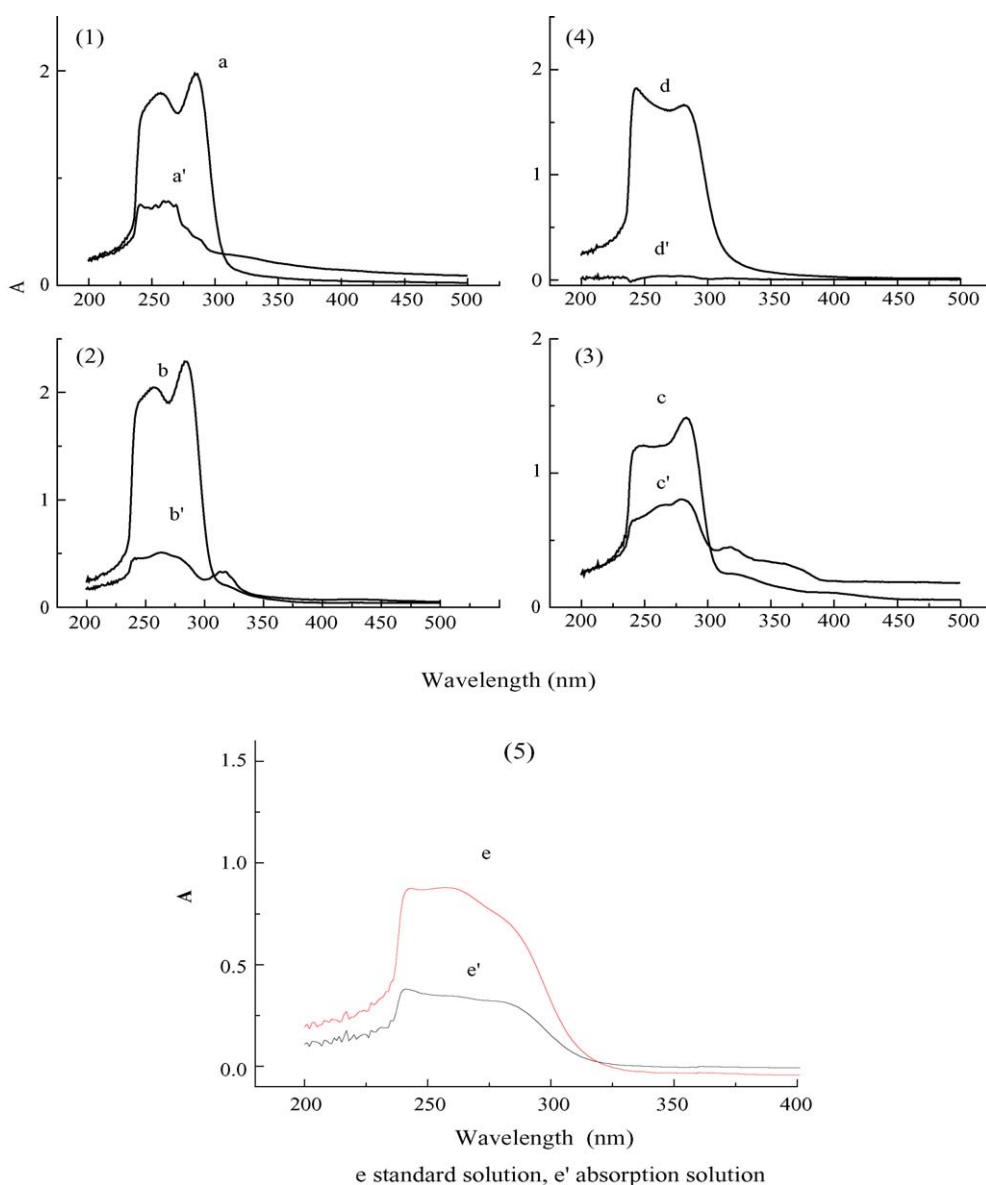 (1)
a
2
a'
A
0
200 250 300 350 400 450 500
(4)
2
d
1
d'
0
200 250 300 350 400 450 500
(2)
b
2
b'
1
0
200 250 300 350 400 450 500
(3)
2
c
1
c'
0
200 250 300 350 400 450 500
Wavelength (nm)
(5)
1.5
e
1.0
A
e'
0.5
0.0
200 250 300 350 400
Wavelength (nm)
e standard solution, e' absorption solution